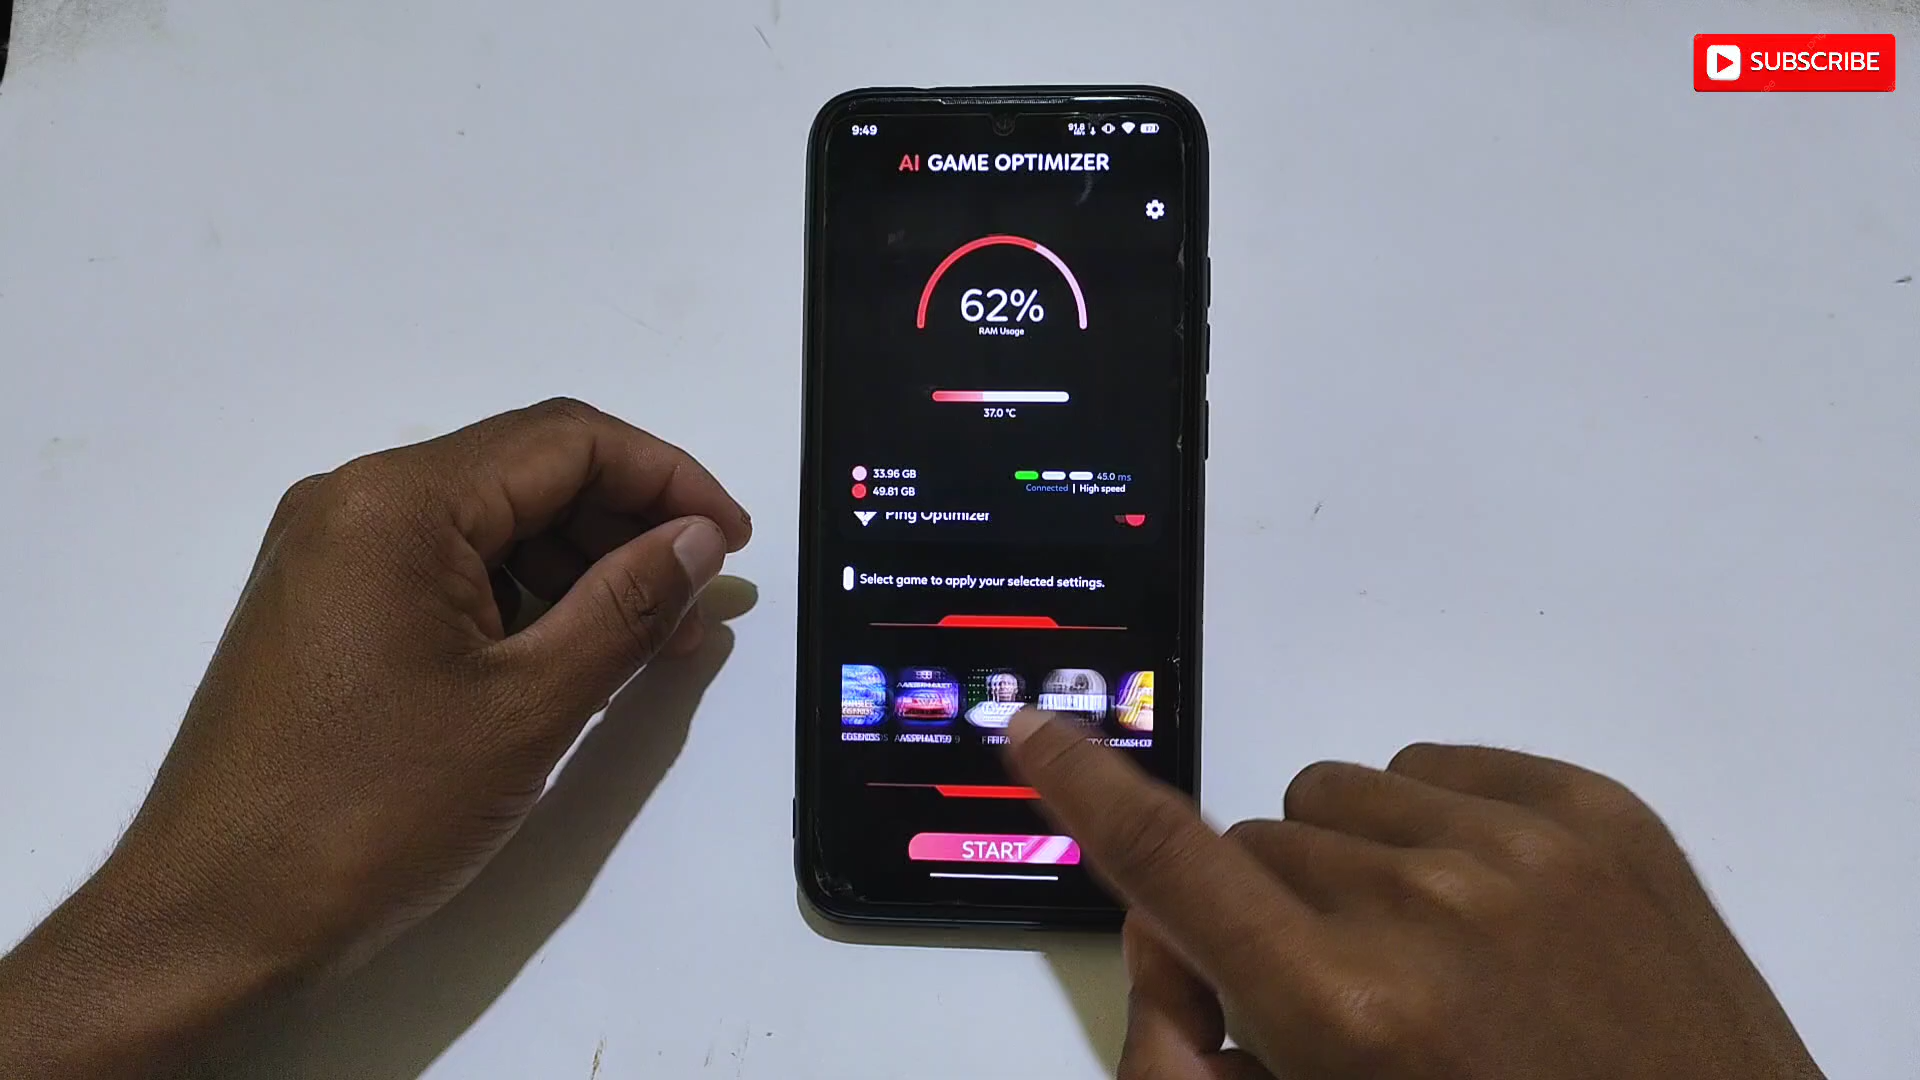 SUBSCRIBE
9:49
AI GAME OPTIMIZER
62%
RAM Usage
37.0 °C
33.96 GB
45.0 ms
49.81 GB
Connected | High speed
Ping Optimizer
Select game to apply your selected settings.
START